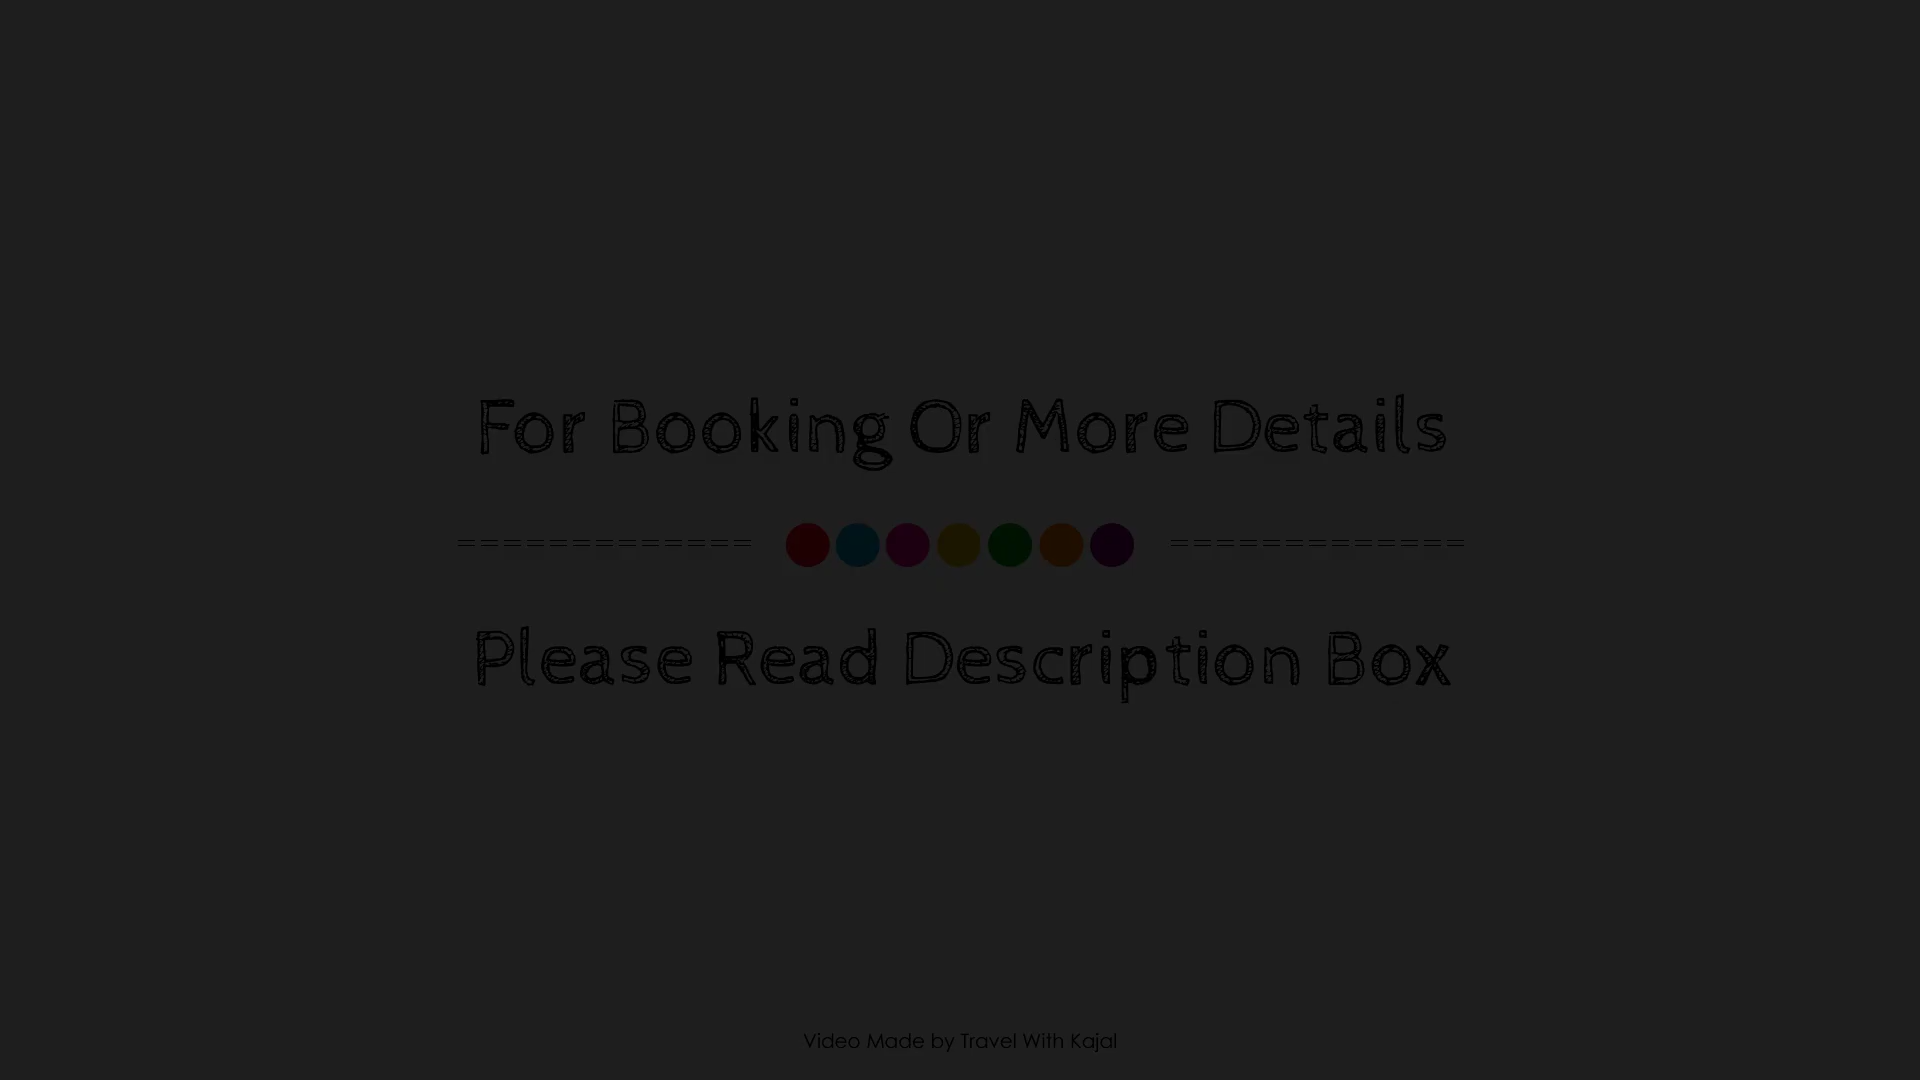 For Booking Or More Details
============= =============
Please Read Description Box
Video Made by Travel With Kajal